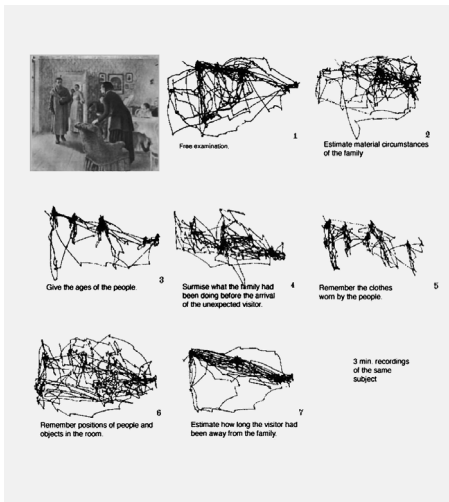 Free examination.
1
2
Estimate material circumstances
of the family
3
Give the ages of the people.
4
Surmise what the family had
been doing before the arrival
of the unexpected visitor.
5
Remember the clothes
worn by the people.
6
Remember positions of people and
objects in the room.
7
Estimate how long the visitor had
been away from the family.
3 min. recordings
of the same
subject